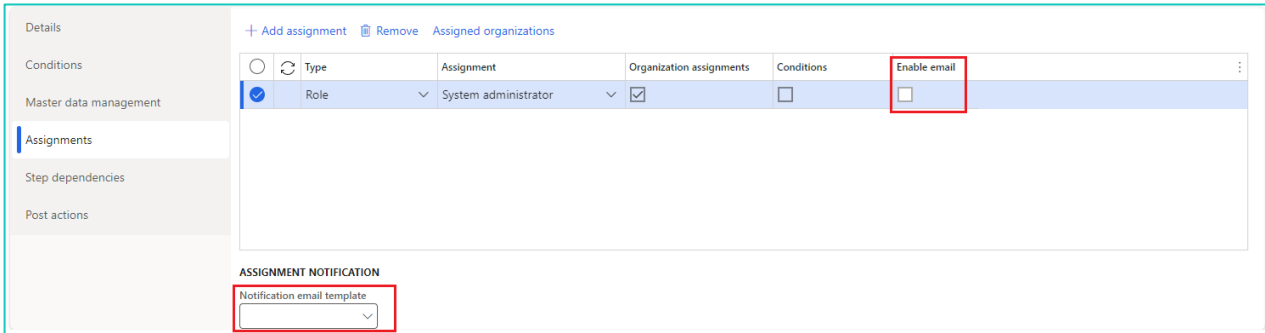 Details
Conditions
Master data management
Assignments
Step dependencies
Post actions
Add assignment Remove Assigned organizations
Type Assignment Organization assignments Conditions Enable email
Role System administrator
ASSIGNMENT NOTIFICATION
Notification email template